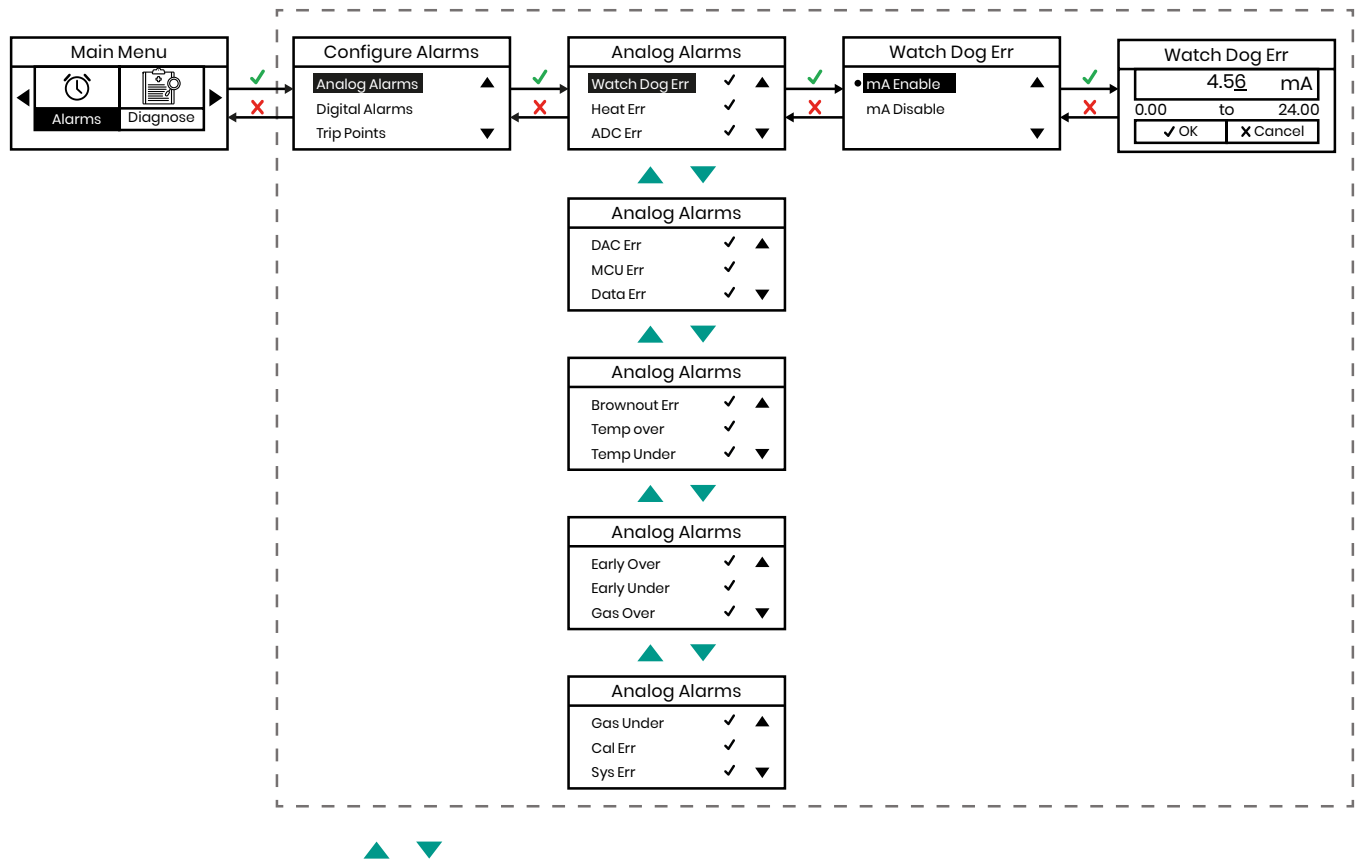 Main Menu
Alarms
Diagnose
Configure Alarms
Analog Alarms
Digital Alarms
Trip Points
Analog Alarms
Watch Dog Err
Heat Err
ADC Err
Watch Dog Err
mA Enable
mA Disable
Watch Dog Err
4.56 mA
0.00 to 24.00
OK
Cancel
Analog Alarms
DAC Err
MCU Err
Data Err
Analog Alarms
Brownout Err
Temp over
Temp Under
Analog Alarms
Early Over
Early Under
Gas Over
Analog Alarms
Gas Under
Cal Err
Sys Err